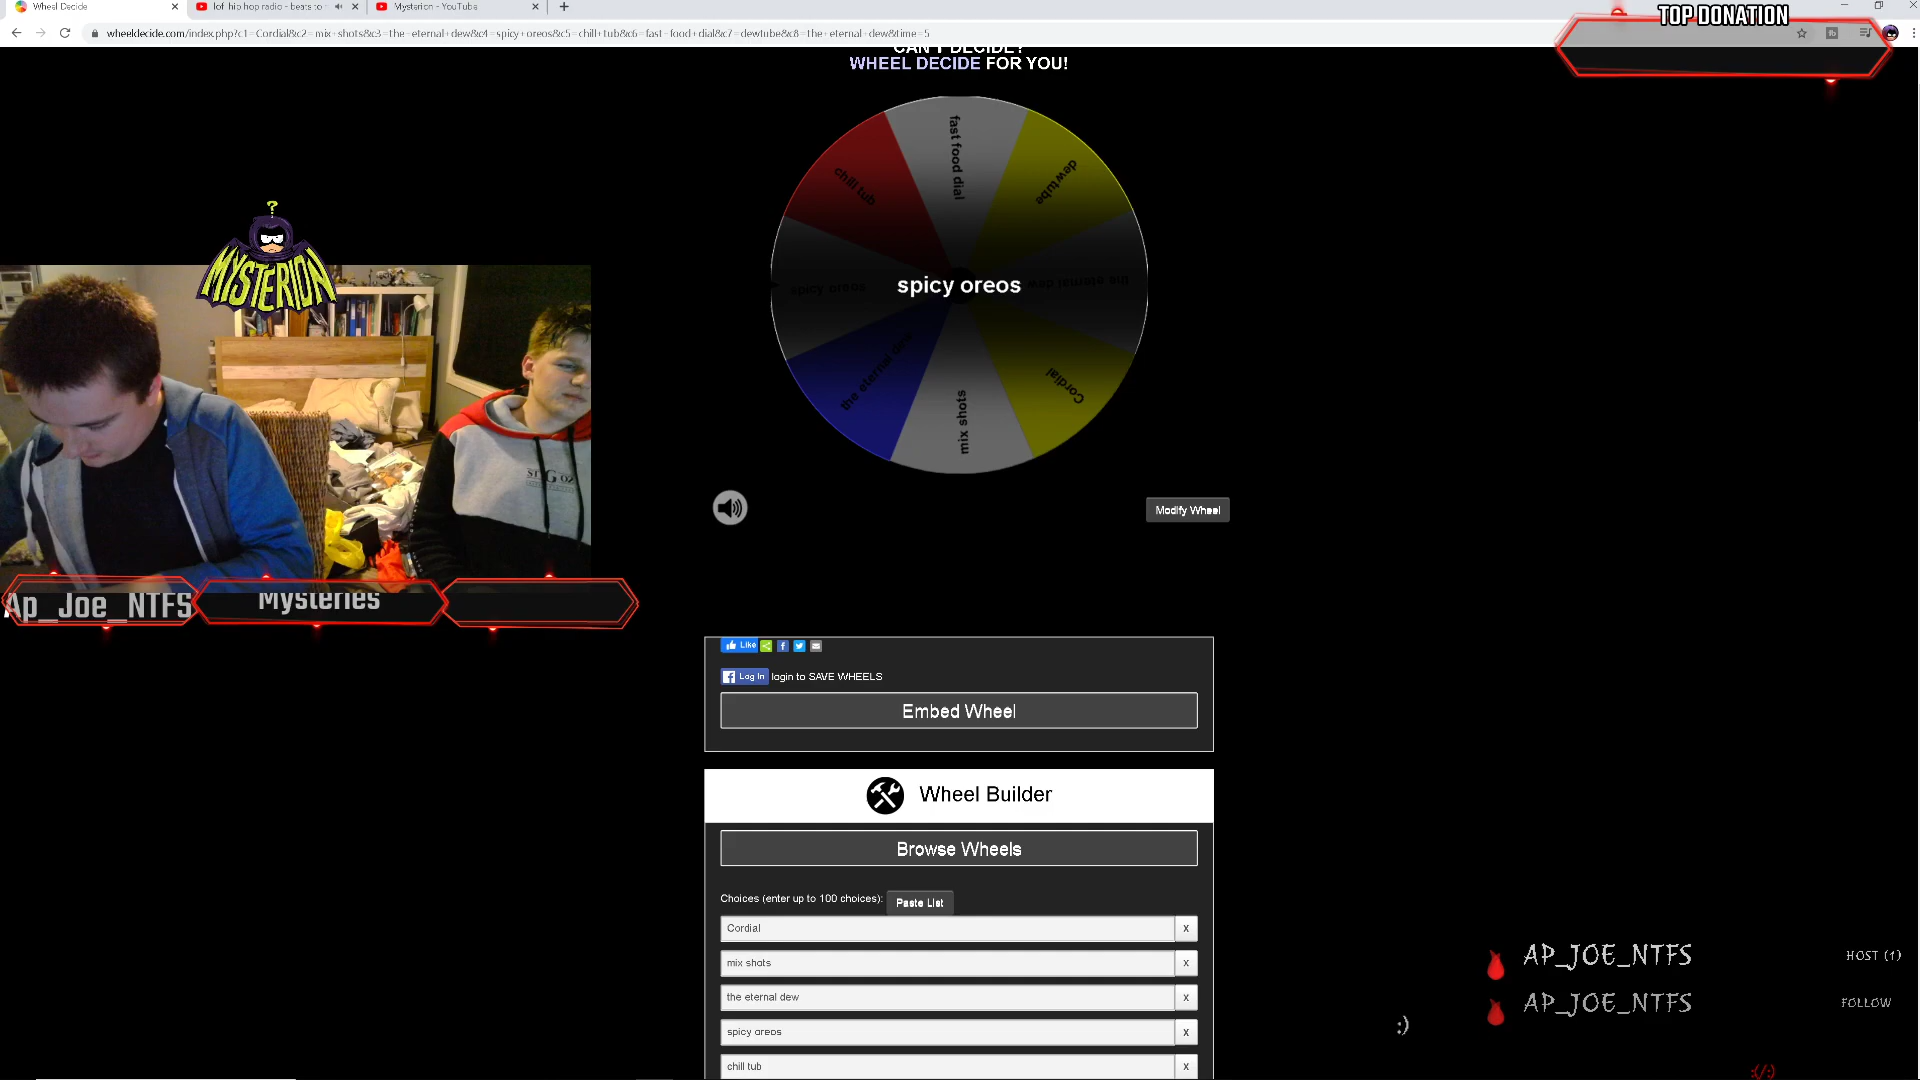 Wheel Decide
lofi hip hop radio - beats to
Mysterion - YouTube
wheeldecide.com/index.php?c1=Cordial&c2=mix+shots&c3=the+eternal+dew&c4=spicy+oreos&c5=chill+tub&c6=fast+food+dial&c7=dewtube&c8=the+eternal+dew&time=5
TOP DONATION
CAN'T DECIDE?
WHEEL DECIDE FOR YOU!
fast food dial
chill tub
dewtube
spicy oreos
spicy oreos
the eternal dew
the eternal dew
mix shots
Cordial
?
MYSTERION
Modify Wheel
Ap_Joe_NTFS
Mysteries
Like
Log In login to SAVE WHEELS
Embed Wheel
Wheel Builder
Browse Wheels
Choices (enter up to 100 choices): Paste List
Cordial x
mix shots x
the eternal dew x
spicy oreos x
chill tub x
AP_JOE_NTFS HOST (1)
AP_JOE_NTFS FOLLOW
:)